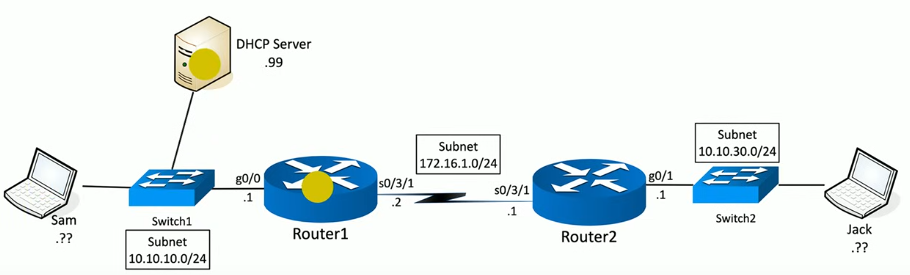 DHCP Server
.99
Subnet
172.16.1.0/24
Subnet
10.10.30.0/24
g0/0
s0/3/1
s0/3/1
g0/1
.1
.2
.1
.1
Sam
.??
Switch1
Subnet
10.10.10.0/24
Router1
Router2
Switch2
Jack
.??